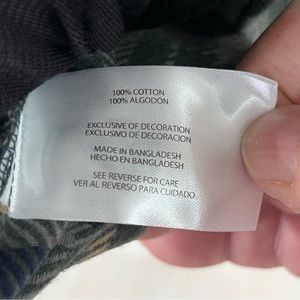 100% COTTON
100% ALGODÓN
EXCLUSIVE OF DECORATION
EXCLUSIVO DE DECORACION
MADE IN BANGLADESH
HECHO EN BANGLADESH
SEE REVERSE FOR CARE
VER AL REVERSO PARA CUIDADO